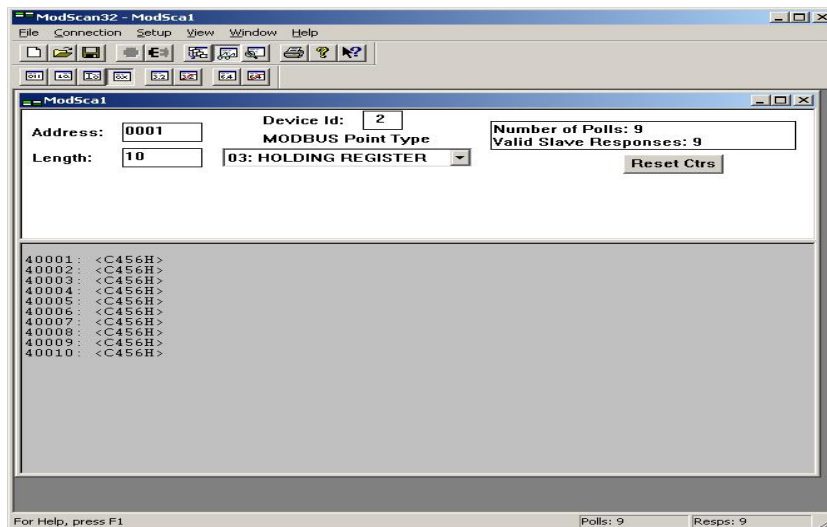 ModScan32 - ModSca1
File Connection Setup View Window Help
ModSca1
Device Id: 2
Address: 0001
MODBUS Point Type
Length: 10
03: HOLDING REGISTER
Number of Polls: 9
Valid Slave Responses: 9
Reset Ctrs
40001: <C456H>
40002: <C456H>
40003: <C456H>
40004: <C456H>
40005: <C456H>
40006: <C456H>
40007: <C456H>
40008: <C456H>
40009: <C456H>
40010: <C456H>
For Help, press F1
Polls: 9
Resps: 9